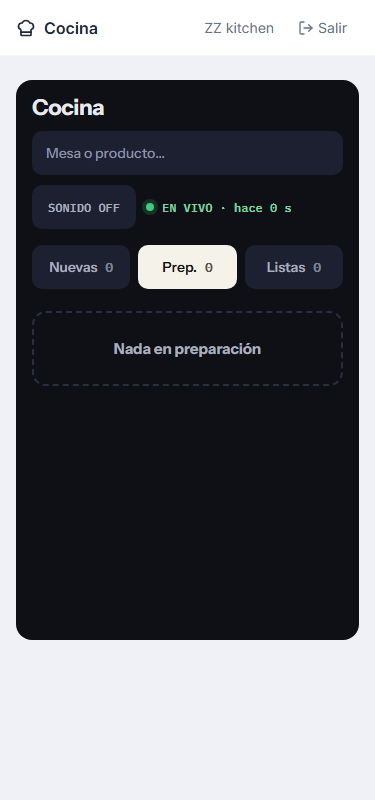 Cocina ZZ kitchen Salir
Cocina
Mesa o producto...
SONIDO OFF EN VIVO · hace 0 s
Nuevas 0 Prep. 0 Listas 0
Nada en preparación